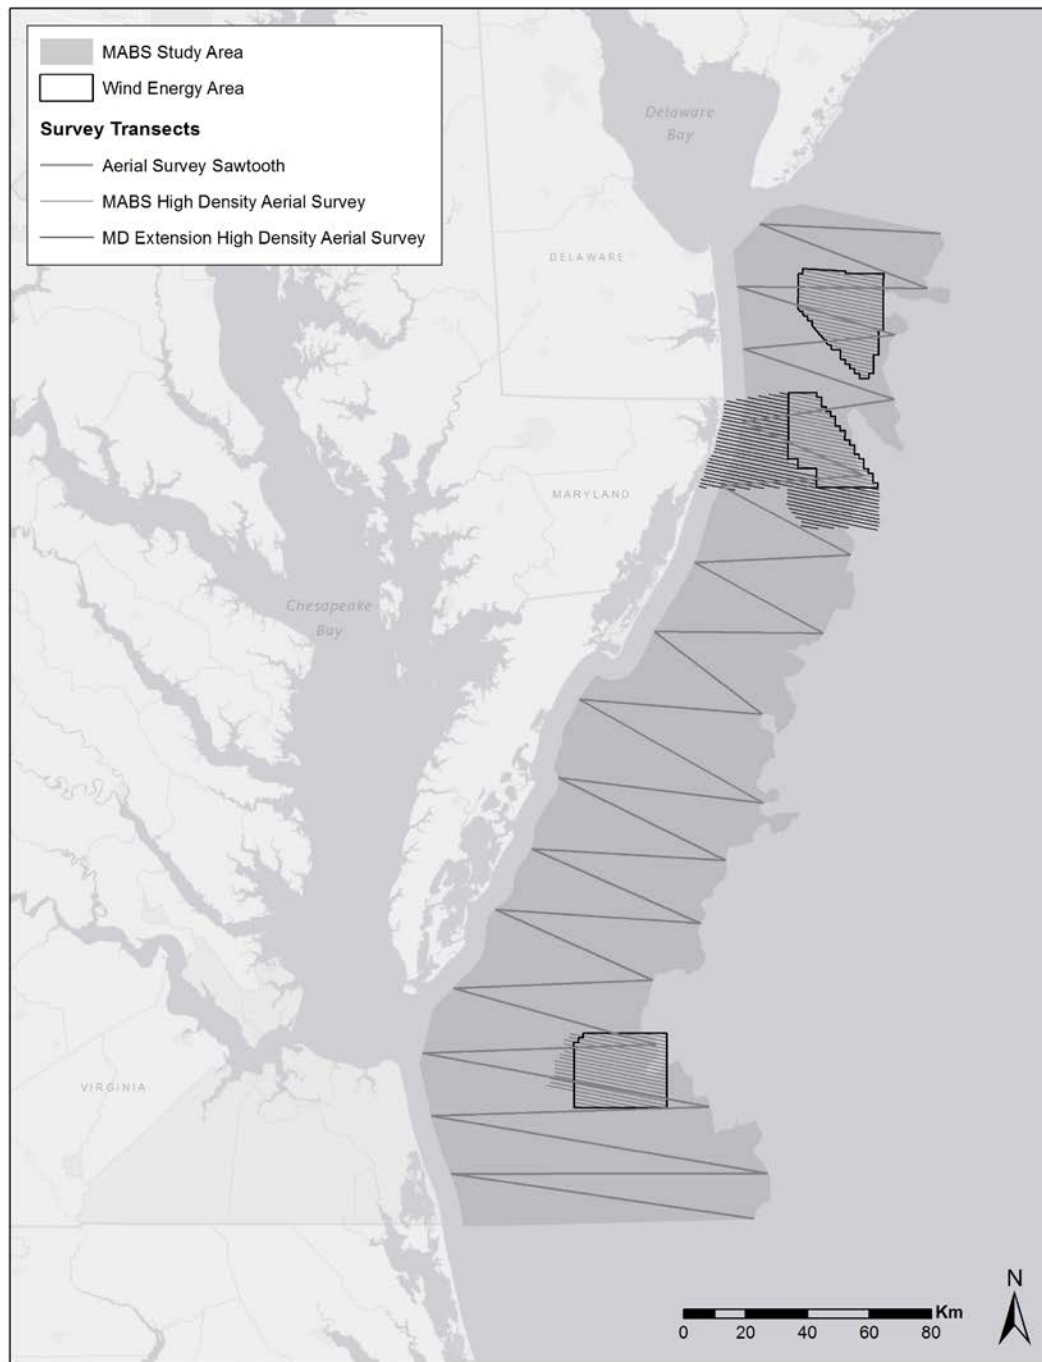 MABS Study Area
Wind Energy Area
Survey Transects
Aerial Survey Sawtooth
MABS High Density Aerial Survey
MD Extension High Density Aerial Survey
Delaware
Bay
DELAWARE
MARYLAND
Chesapeake
Bay
VIRGINIA
N
Km
0 20 40 60 80